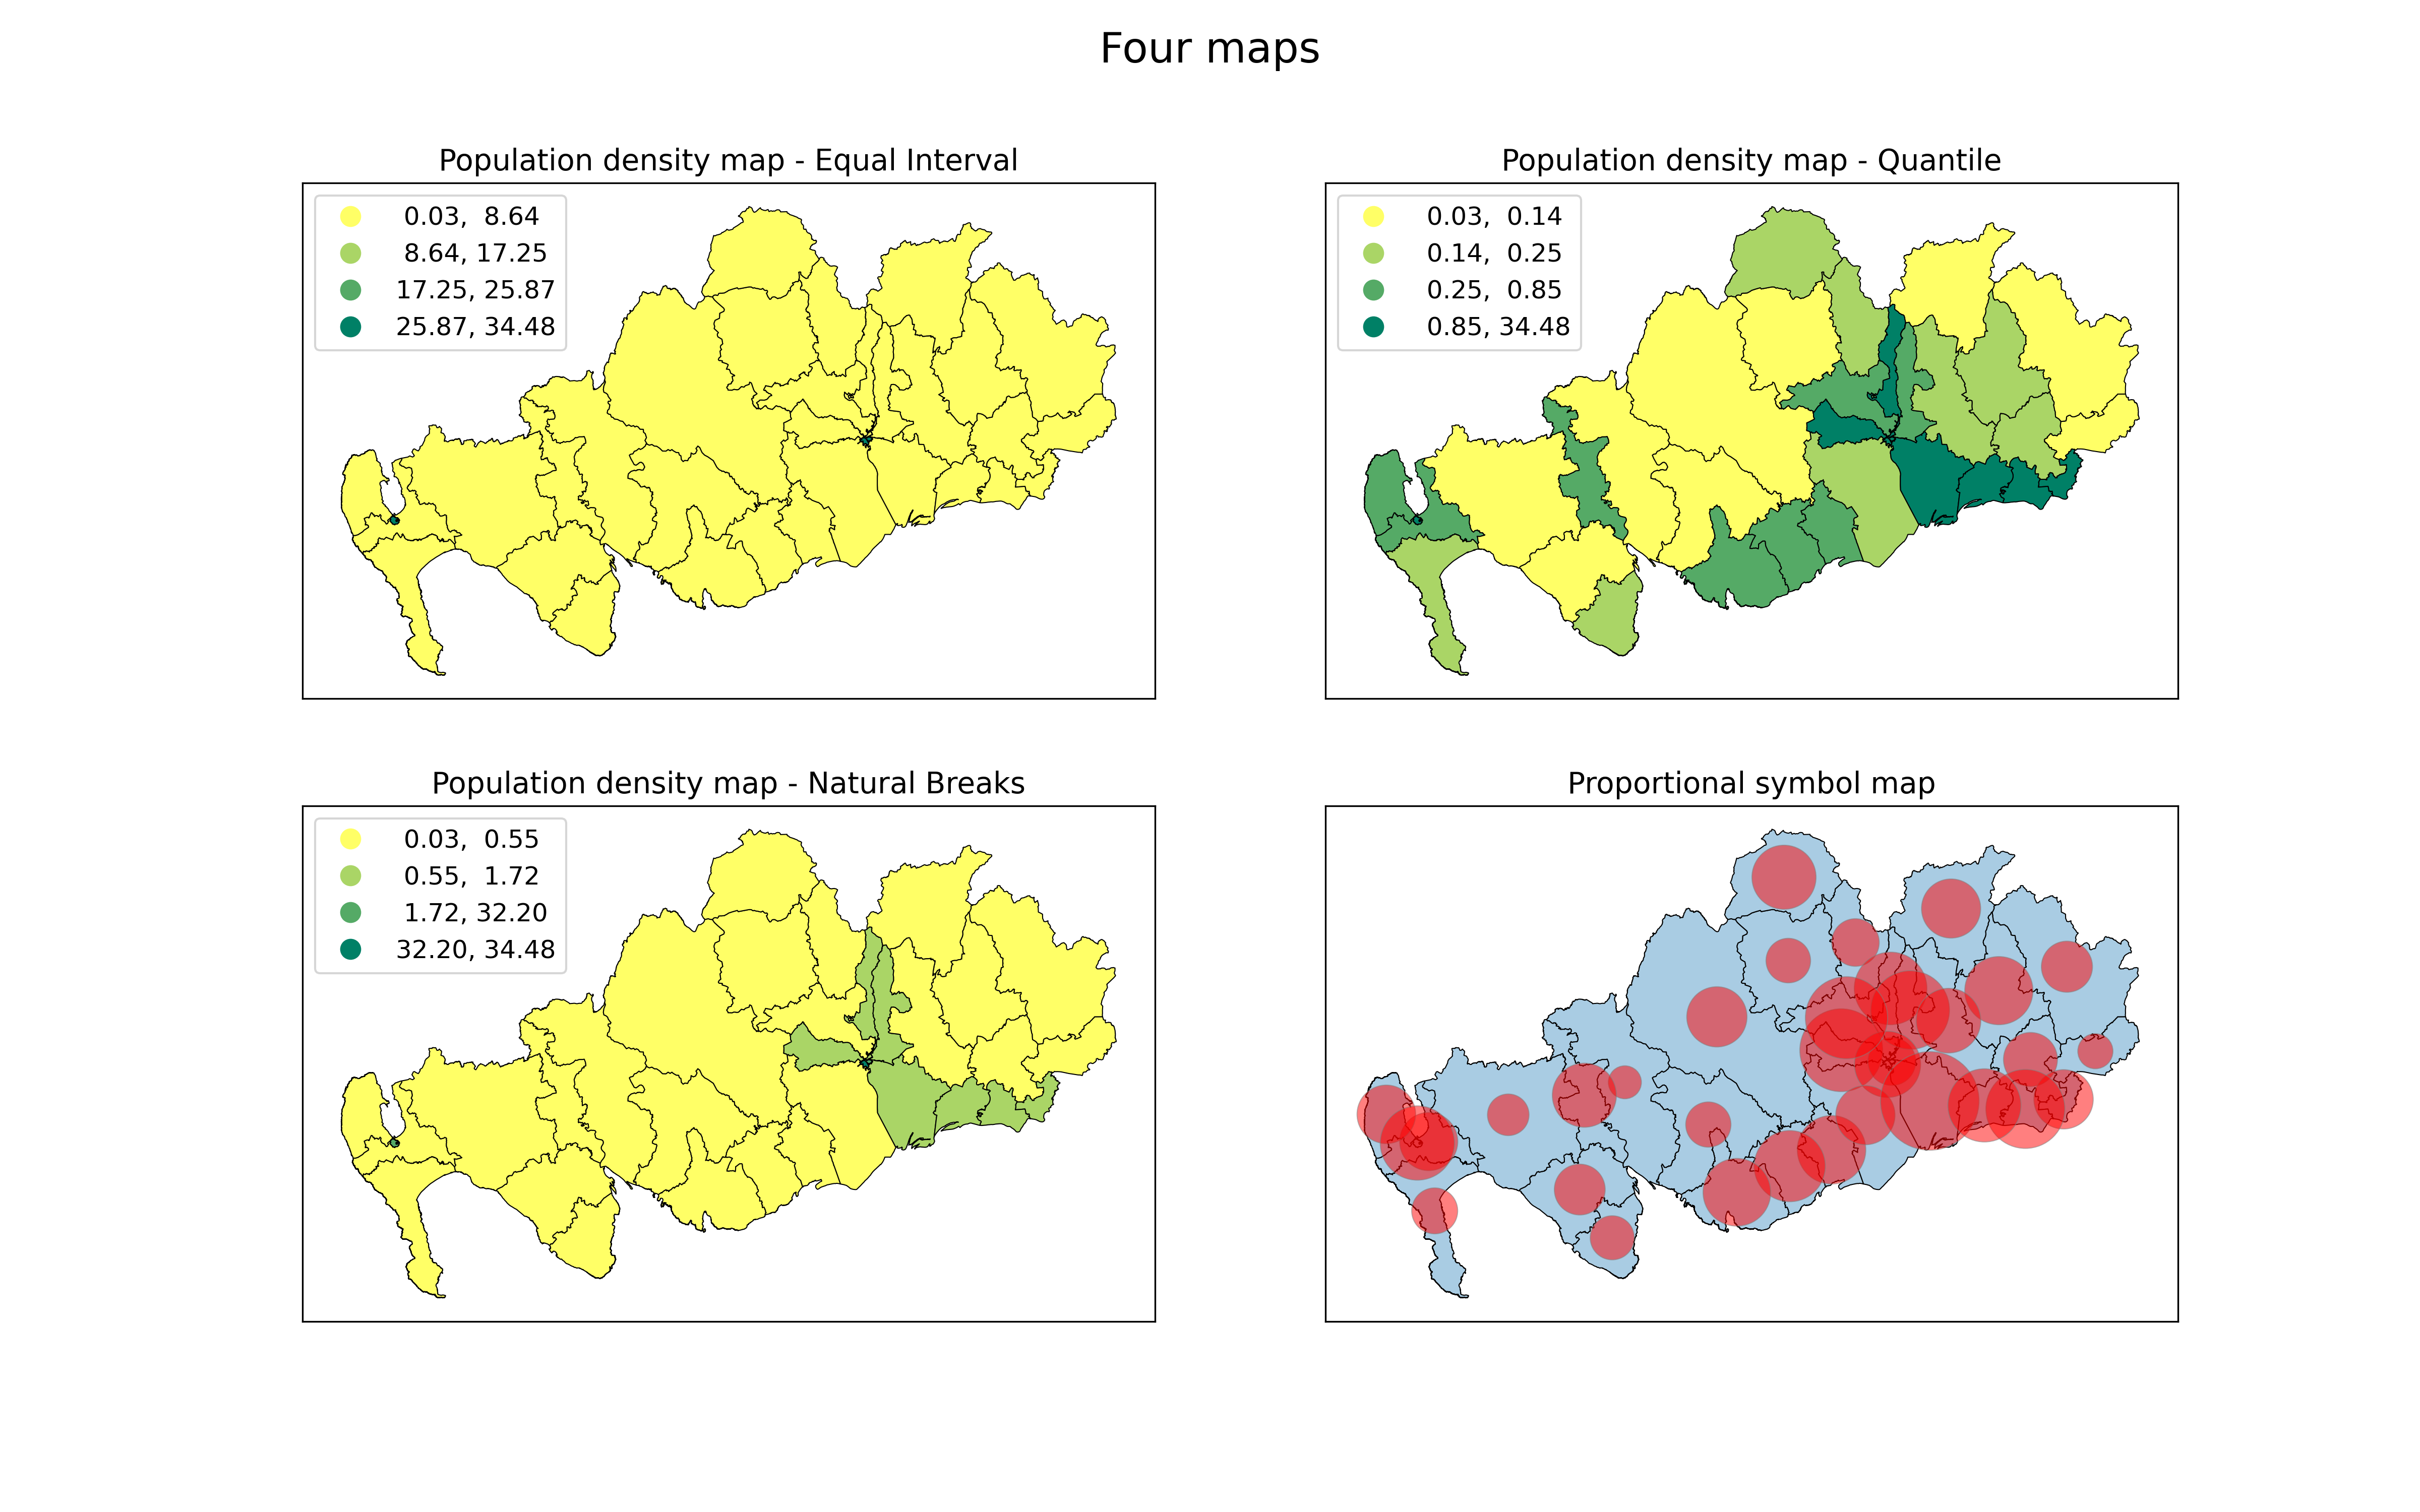 Four maps
Population density map - Equal Interval
0.03, 8.64
8.64, 17.25
17.25, 25.87
25.87, 34.48
Population density map - Quantile
0.03, 0.14
0.14, 0.25
0.25, 0.85
0.85, 34.48
Population density map - Natural Breaks
0.03, 0.55
0.55, 1.72
1.72, 32.20
32.20, 34.48
Proportional symbol map